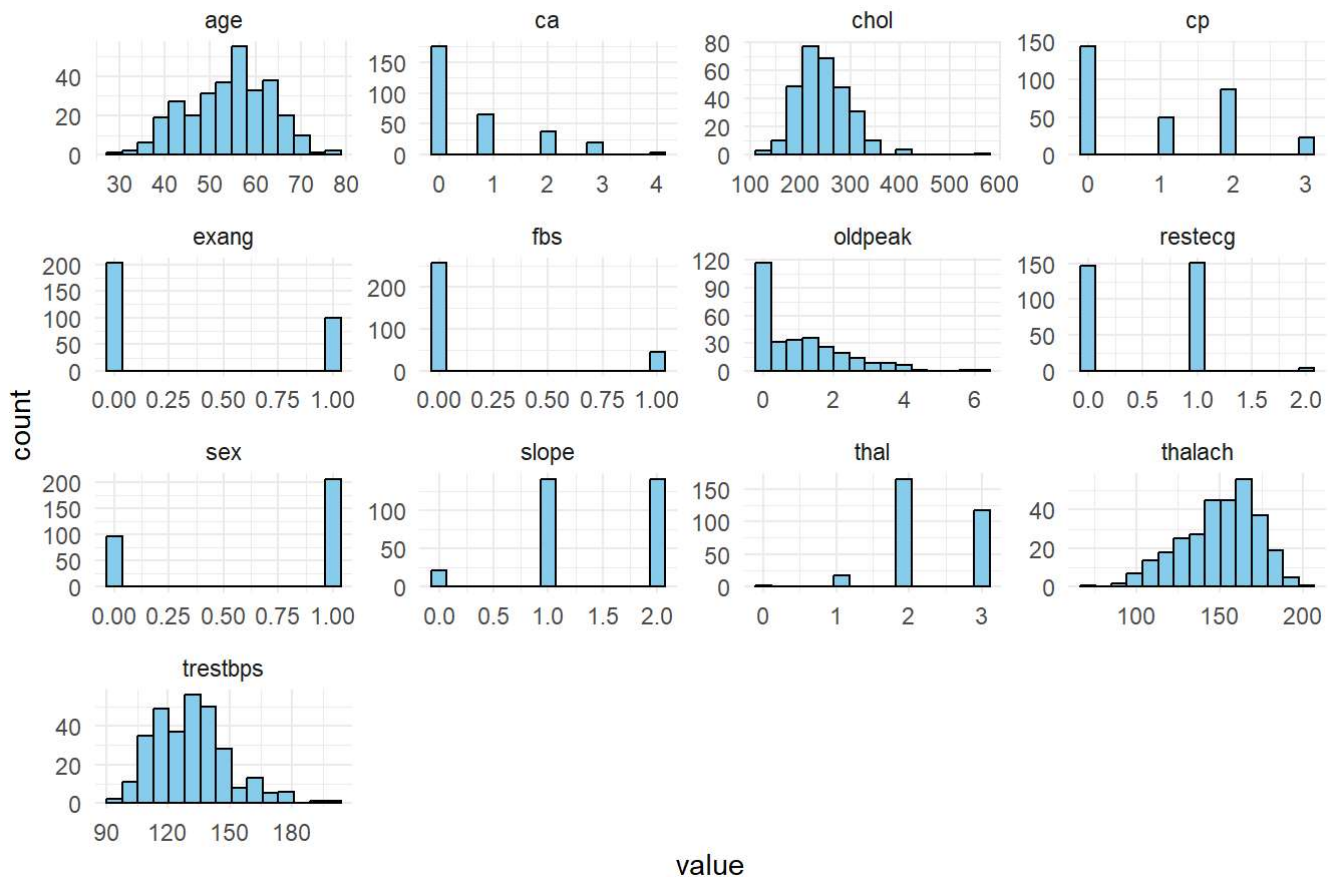 age ca chol cp
40 20 0 150 100 50 0 80 60 40 20 0 150 100 50 0
30 40 50 60 70 80 0 1 2 3 4 100 200 300 400 500 600 0 1 2 3
exang fbs oldpeak restecg
200 150 100 50 0 200 100 0 120 90 60 30 0 150 100 50 0
0.00 0.25 0.50 0.75 1.00 0.00 0.25 0.50 0.75 1.00 0 2 4 6 0.0 0.5 1.0 1.5 2.0
count
sex slope thal thalach
200 150 100 50 0 100 50 0 150 100 50 0 40 20 0
0.00 0.25 0.50 0.75 1.00 0.0 0.5 1.0 1.5 2.0 0 1 2 3 100 150 200
trestbps
40 20 0
90 120 150 180
value